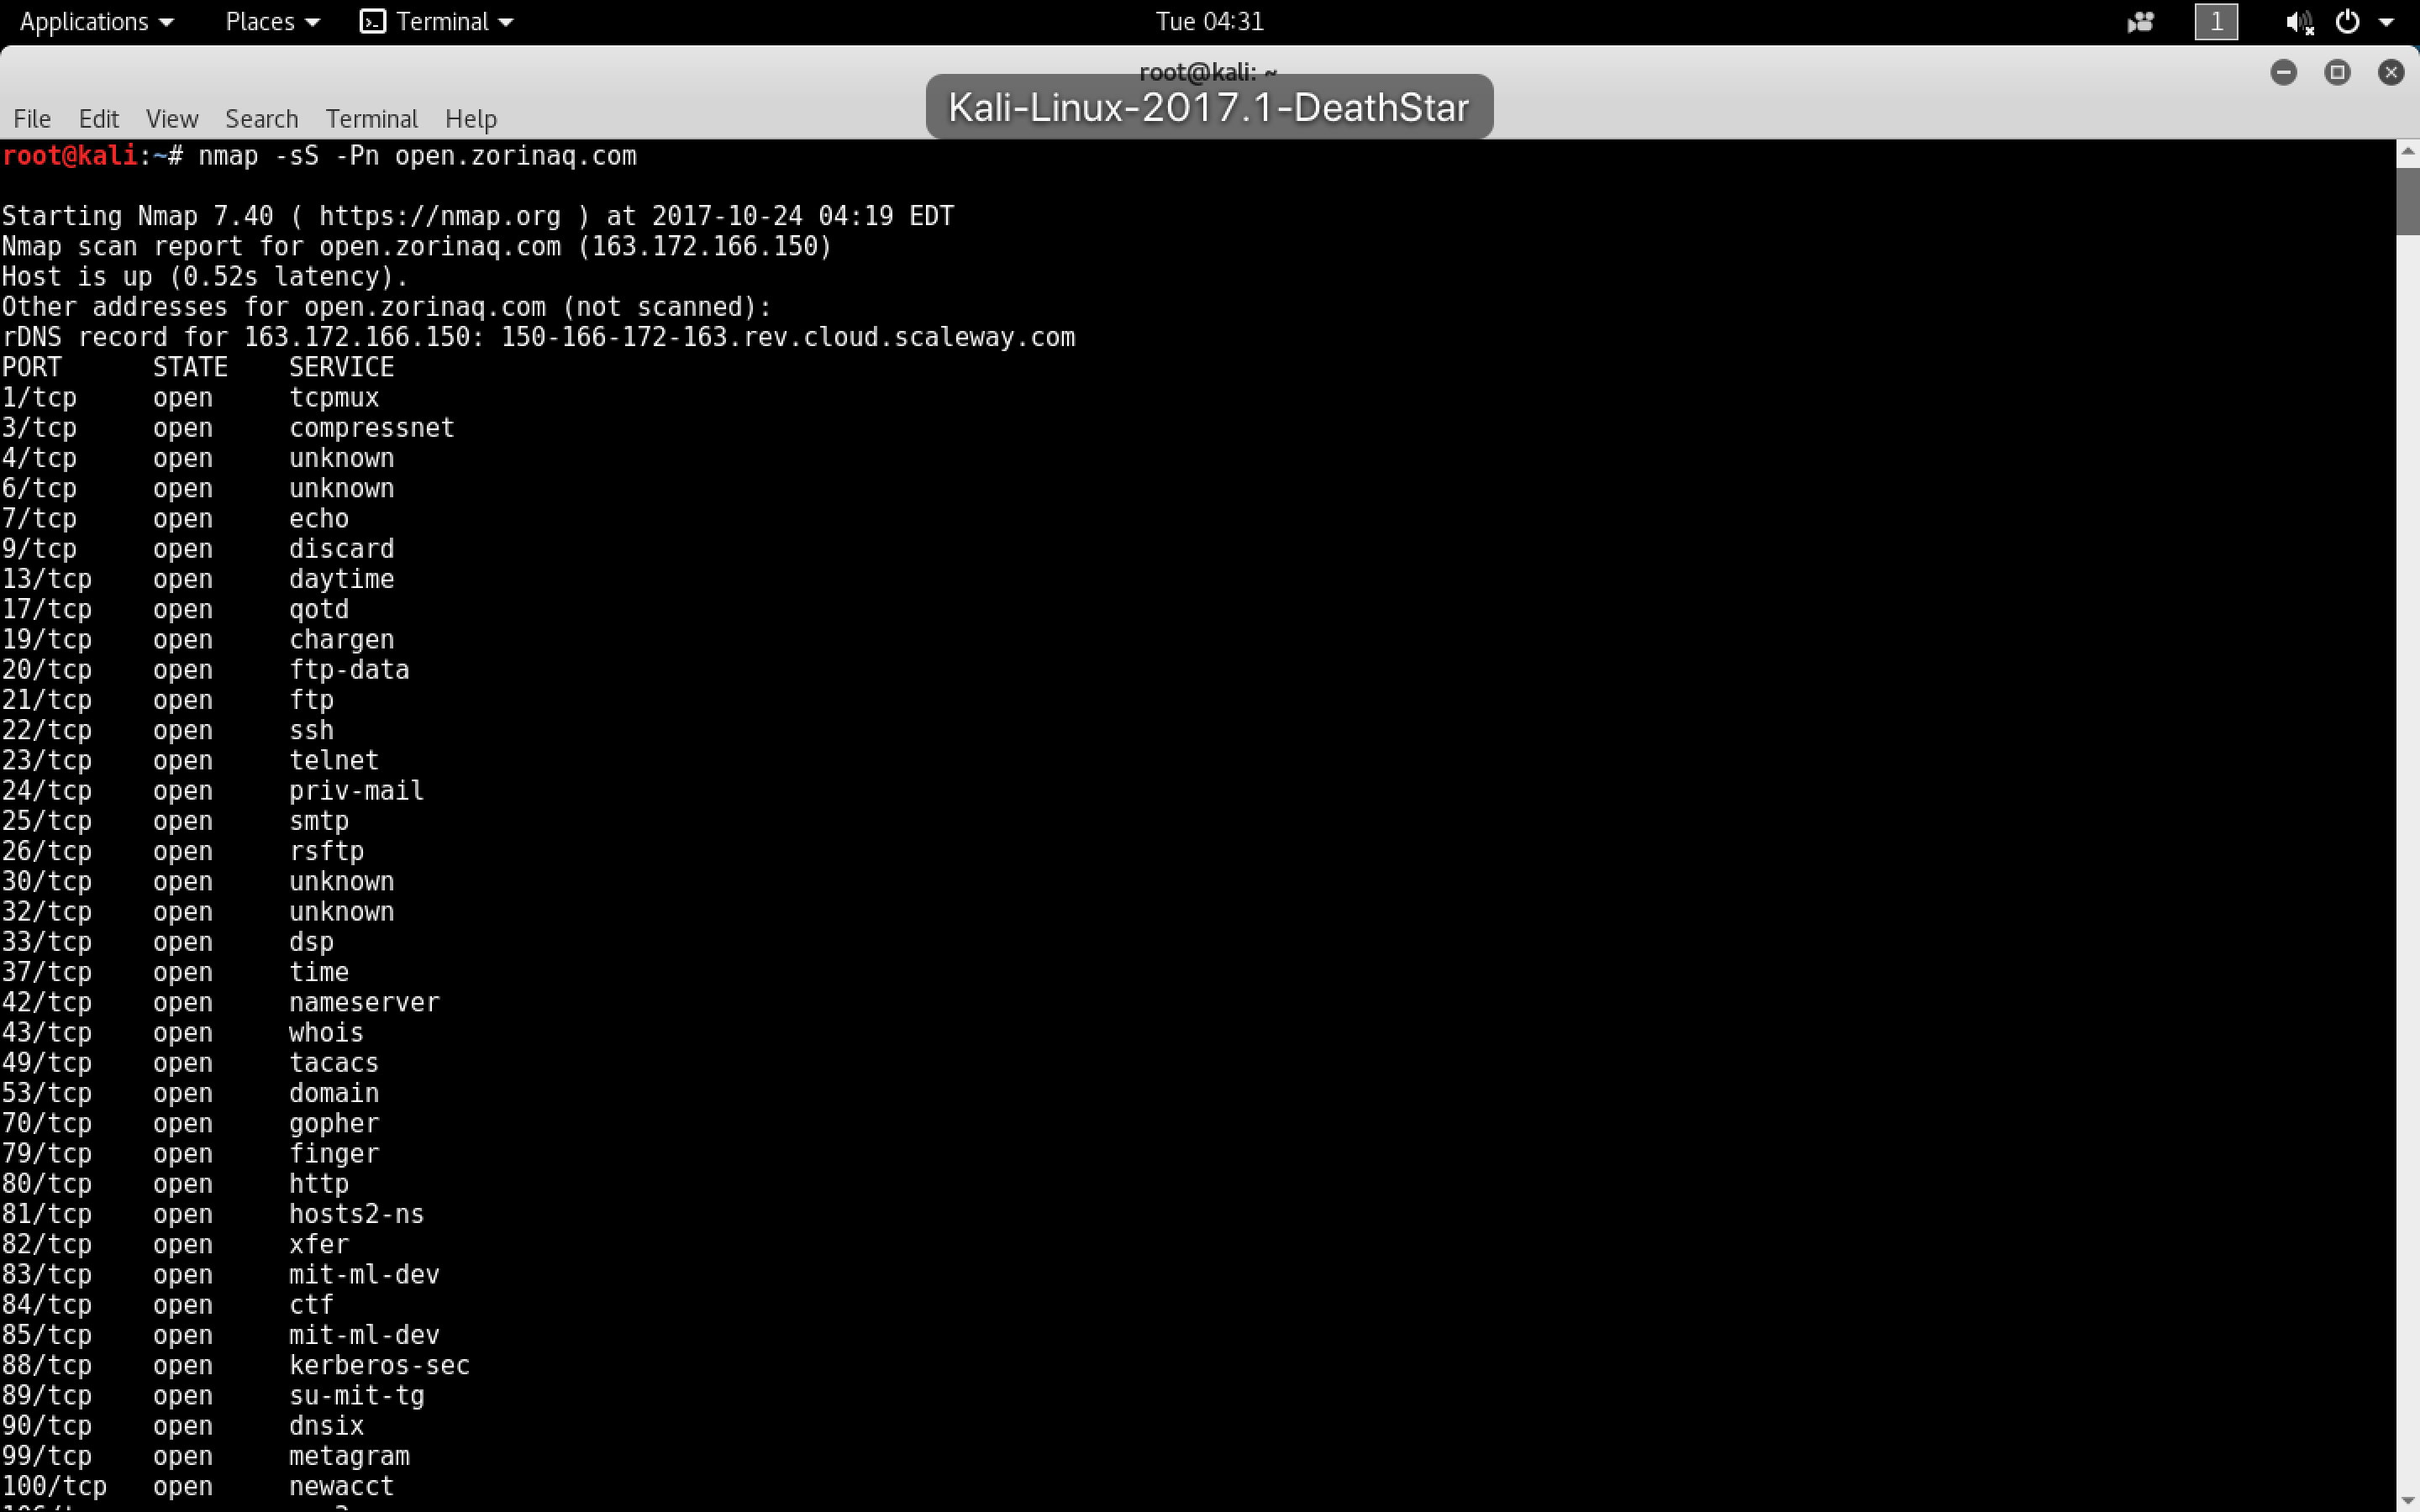 Applications Places Terminal Tue 04:31 1
root@kali: ~
Kali-Linux-2017.1-DeathStar
File Edit View Search Terminal Help
root@kali:~# nmap -sS -Pn open.zorinaq.com
Starting Nmap 7.40 ( https://nmap.org ) at 2017-10-24 04:19 EDT
Nmap scan report for open.zorinaq.com (163.172.166.150)
Host is up (0.52s latency).
Other addresses for open.zorinaq.com (not scanned):
rDNS record for 163.172.166.150: 150-166-172-163.rev.cloud.scaleway.com
PORT STATE SERVICE
1/tcp open tcpmux
3/tcp open compressnet
4/tcp open unknown
6/tcp open unknown
7/tcp open echo
9/tcp open discard
13/tcp open daytime
17/tcp open qotd
19/tcp open chargen
20/tcp open ftp-data
21/tcp open ftp
22/tcp open ssh
23/tcp open telnet
24/tcp open priv-mail
25/tcp open smtp
26/tcp open rsftp
30/tcp open unknown
32/tcp open unknown
33/tcp open dsp
37/tcp open time
42/tcp open nameserver
43/tcp open whois
49/tcp open tacacs
53/tcp open domain
70/tcp open gopher
79/tcp open finger
80/tcp open http
81/tcp open hosts2-ns
82/tcp open xfer
83/tcp open mit-ml-dev
84/tcp open ctf
85/tcp open mit-ml-dev
88/tcp open kerberos-sec
89/tcp open su-mit-tg
90/tcp open dnsix
99/tcp open metagram
100/tcp open newacct